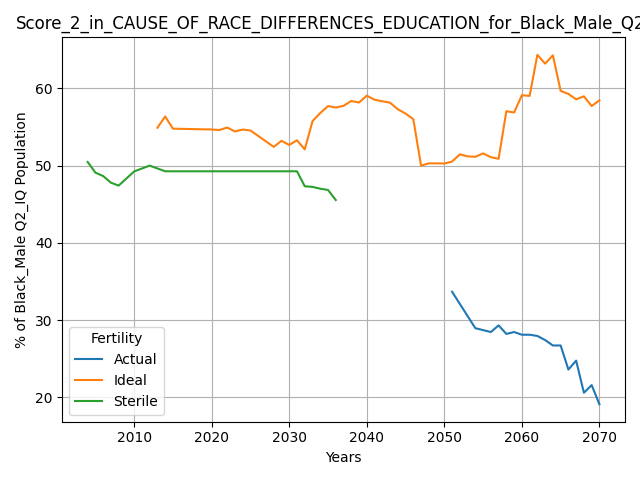 Score_2_in_CAUSE_OF_RACE_DIFFERENCES_EDUCATION_for_Black_Male_Q2
60
50
40
30
20
% of Black_Male Q2_IQ Population
Fertility
Actual
Ideal
Sterile
2010 2020 2030 2040 2050 2060 2070
Years